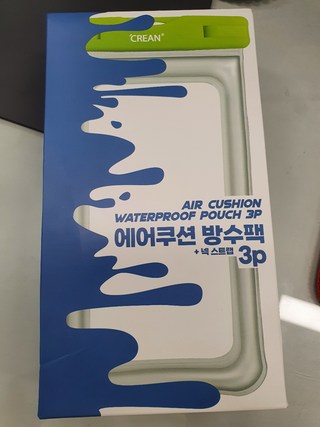 'CREAN'
AIR CUSHION
WATERPROOF POUCH 3P
에어쿠션 방수팩
+ 넥 스트랩 3p